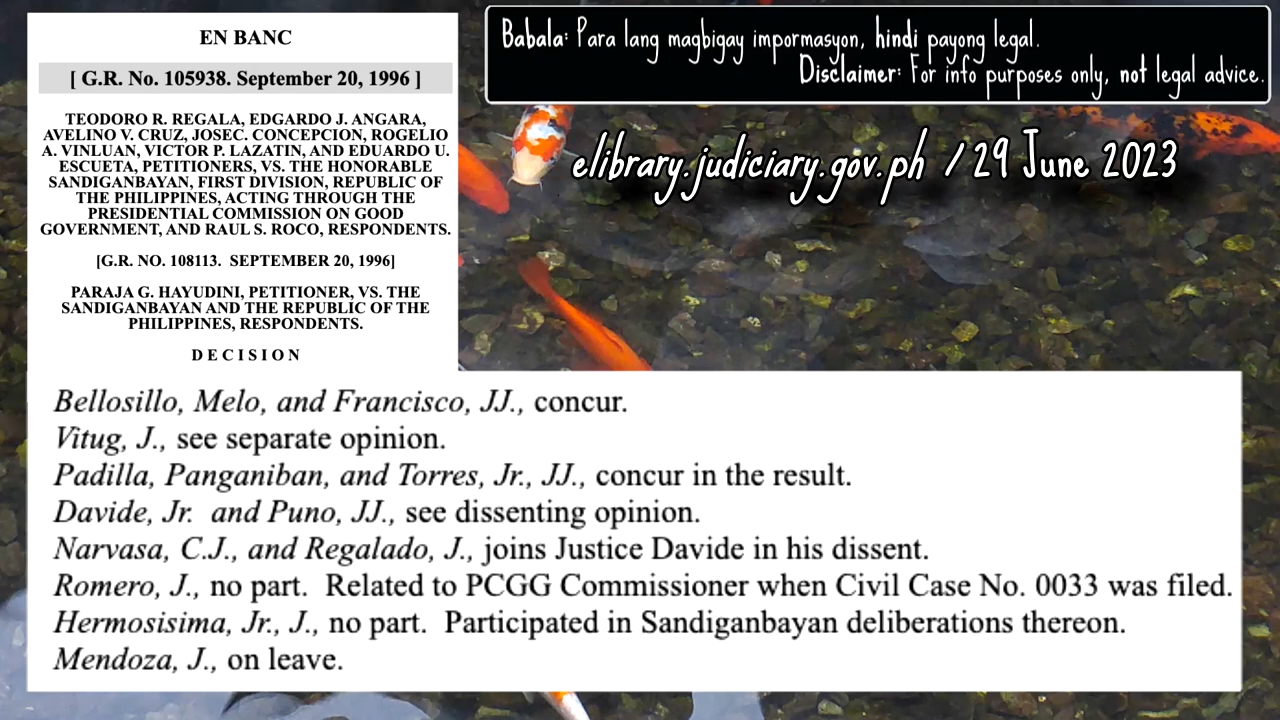 EN BANC
[ G.R. No. 105938. September 20, 1996 ]
TEODORO R. REGALA, EDGARDO J. ANGARA,
AVELINO V. CRUZ, JOSEC. CONCEPCION, ROGELIO
A. VINLUAN, VICTOR P. LAZATIN, AND EDUARDO U.
ESCUETA, PETITIONERS, VS. THE HONORABLE
SANDIGANBAYAN, FIRST DIVISION, REPUBLIC OF
THE PHILIPPINES, ACTING THROUGH THE
PRESIDENTIAL COMMISSION ON GOOD
GOVERNMENT, AND RAUL S. ROCO, RESPONDENTS.
[G.R. NO. 108113. SEPTEMBER 20, 1996]
PARAJA G. HAYUDINI, PETITIONER, VS. THE
SANDIGANBAYAN AND THE REPUBLIC OF THE
PHILIPPINES, RESPONDENTS.
D E C I S I O N
Babala: Para lang magbigay impormasyon, hindi payong legal.
Disclaimer: For info purposes only, not legal advice.
elibrary.judiciary.gov.ph / 29 June 2023
Bellosillo, Melo, and Francisco, JJ., concur.
Vitug, J., see separate opinion.
Padilla, Panganiban, and Torres, Jr., JJ., concur in the result.
Davide, Jr. and Puno, JJ., see dissenting opinion.
Narvasa, C.J., and Regalado, J., joins Justice Davide in his dissent.
Romero, J., no part. Related to PCGG Commissioner when Civil Case No. 0033 was filed.
Hermosisima, Jr., J., no part. Participated in Sandiganbayan deliberations thereon.
Mendoza, J., on leave.